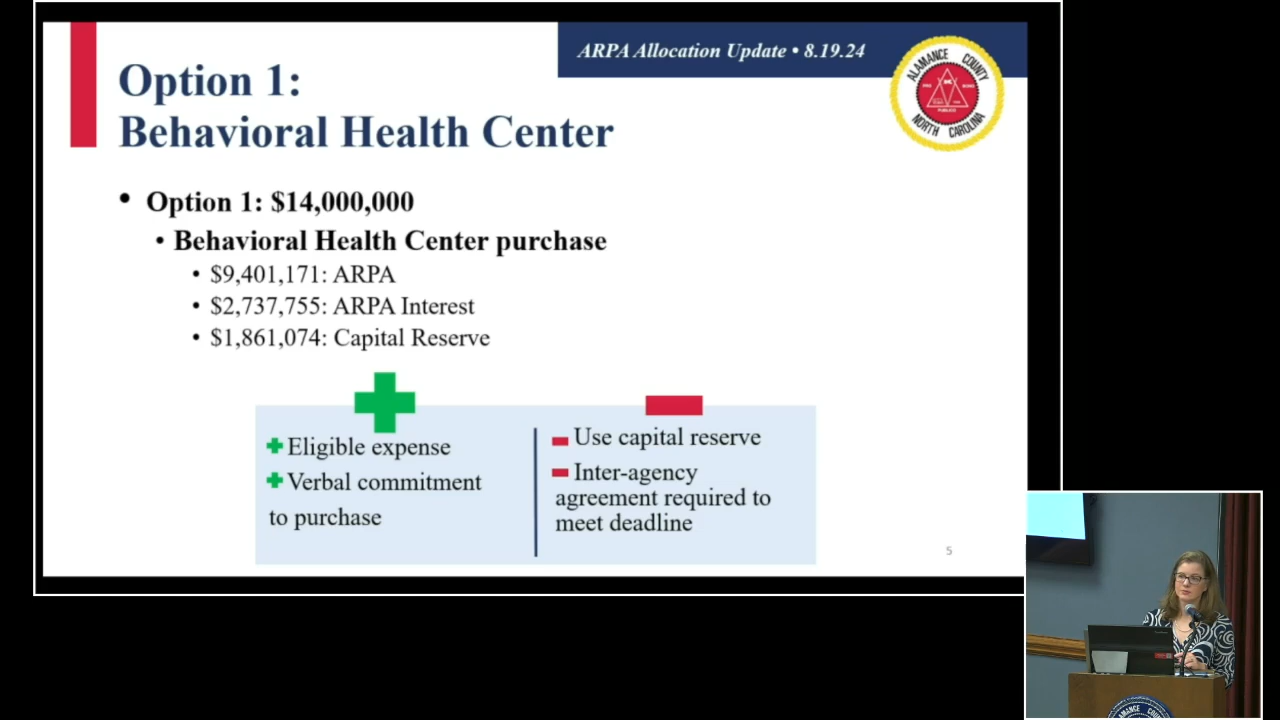 ARPA Allocation Update • 8.19.24
Option 1:
Behavioral Health Center
ALAMANCE COUNTY
NORTH CAROLINA
• Option 1: $14,000,000
• Behavioral Health Center purchase
• $9,401,171: ARPA
• $2,737,755: ARPA Interest
• $1,861,074: Capital Reserve
Eligible expense
Verbal commitment
to purchase
Use capital reserve
Inter-agency
agreement required to
meet deadline
5